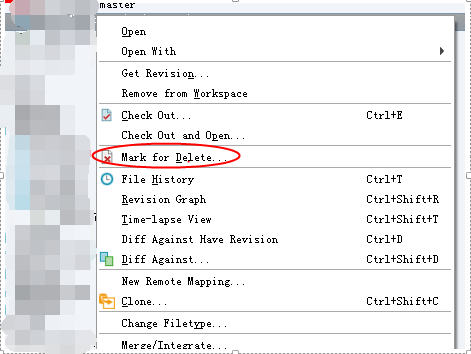 master
Open
Open With
Get Revision...
Remove from Workspace
Check Out... Ctrl+E
Check Out and Open...
Mark for Delete...
File History Ctrl+T
Revision Graph Ctrl+Shift+R
Time-lapse View Ctrl+Shift+T
Diff Against Have Revision Ctrl+D
Diff Against... Ctrl+Shift+D
New Remote Mapping...
Clone... Ctrl+Shift+C
Change Filetype...
Merge/Integrate...